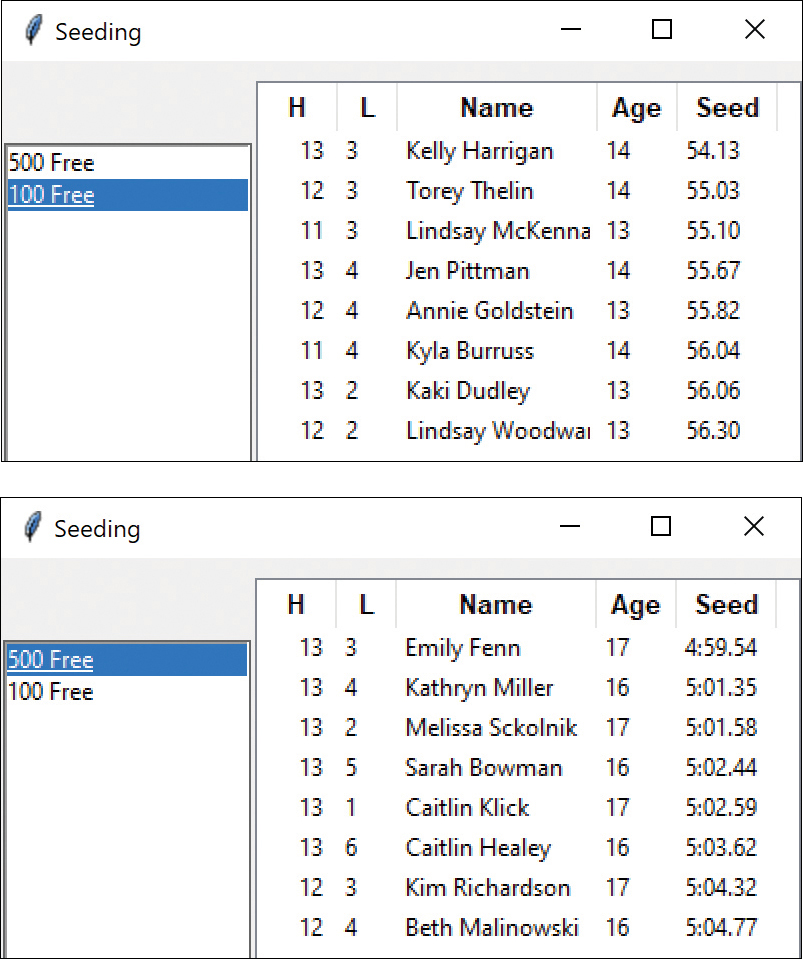 Seeding
H L Name Age Seed
500 Free
100 Free
13 3 Kelly Harrigan 14 54.13
12 3 Torey Thelin 14 55.03
11 3 Lindsay McKenna 13 55.10
13 4 Jen Pittman 14 55.67
12 4 Annie Goldstein 13 55.82
11 4 Kyla Burruss 14 56.04
13 2 Kaki Dudley 13 56.06
12 2 Lindsay Woodwar 13 56.30
Seeding
H L Name Age Seed
500 Free
100 Free
13 3 Emily Fenn 17 4:59.54
13 4 Kathryn Miller 16 5:01.35
13 2 Melissa Sckolnik 17 5:01.58
13 5 Sarah Bowman 16 5:02.44
13 1 Caitlin Klick 17 5:02.59
13 6 Caitlin Healey 16 5:03.62
12 3 Kim Richardson 17 5:04.32
12 4 Beth Malinowski 16 5:04.77